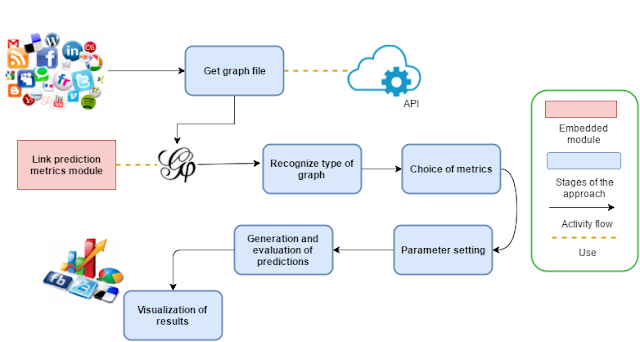 Get graph file
API
Link prediction
metrics module
Recognize type of
graph
Choice of metrics
Embedded
module
Stages of the
approach
Activity flow
Use
Generation and
evaluation of
predictions
Parameter setting
Visualization of
results